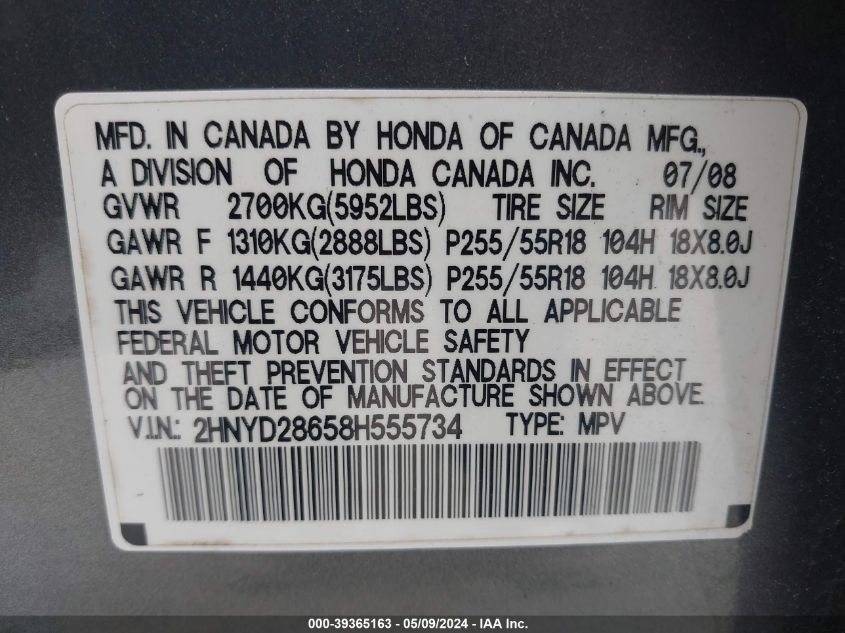 MFD. IN CANADA BY HONDA OF CANADA MFG.,
A DIVISION OF HONDA CANADA INC. 07/08
GVWR 2700KG(5952LBS) TIRE SIZE RIM SIZE
GAWR F 1310KG(2888LBS) P255/55R18 104H 18X8.0J
GAWR R 1440KG(3175LBS) P255/55R18 104H 18X8.0J
THIS VEHICLE CONFORMS TO ALL APPLICABLE
FEDERAL MOTOR VEHICLE SAFETY
AND THEFT PREVENTION STANDARDS IN EFFECT
ON THE DATE OF MANUFACTURE SHOWN ABOVE.
V.I.N.: 2HNYD28658H555734 TYPE: MPV
000-39365163 - 05/09/2024 - IAA Inc.